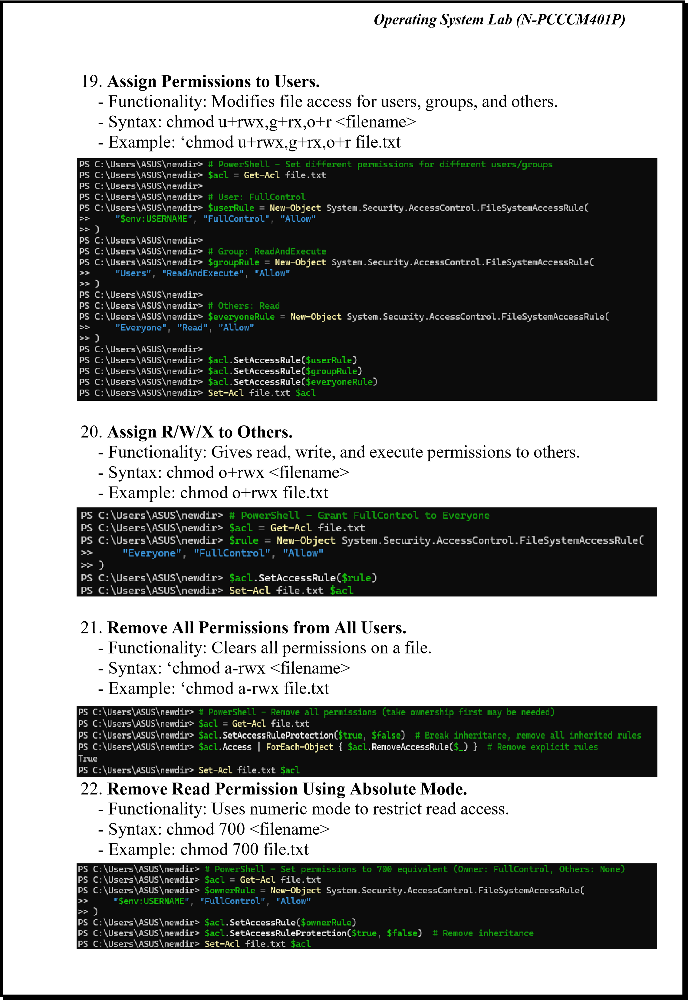 Operating System Lab (N-PCCCM401P)
19. Assign Permissions to Users.
- Functionality: Modifies file access for users, groups, and others.
- Syntax: chmod u+rwx,g+rx,o+r <filename>
- Example: ‘chmod u+rwx,g+rx,o+r file.txt
PS C:\Users\ASUS\newdir> # PowerShell - Set different permissions for different users/groups
PS C:\Users\ASUS\newdir> $acl = Get-Acl file.txt
PS C:\Users\ASUS\newdir>
PS C:\Users\ASUS\newdir> # User: FullControl
PS C:\Users\ASUS\newdir> $userRule = New-Object System.Security.AccessControl.FileSystemAccessRule(
>>     "$env:USERNAME", "FullControl", "Allow"
>> )
PS C:\Users\ASUS\newdir>
PS C:\Users\ASUS\newdir> # Group: ReadAndExecute
PS C:\Users\ASUS\newdir> $groupRule = New-Object System.Security.AccessControl.FileSystemAccessRule(
>>     "Users", "ReadAndExecute", "Allow"
>> )
PS C:\Users\ASUS\newdir>
PS C:\Users\ASUS\newdir> # Others: Read
PS C:\Users\ASUS\newdir> $everyoneRule = New-Object System.Security.AccessControl.FileSystemAccessRule(
>>     "Everyone", "Read", "Allow"
>> )
PS C:\Users\ASUS\newdir>
PS C:\Users\ASUS\newdir> $acl.SetAccessRule($userRule)
PS C:\Users\ASUS\newdir> $acl.SetAccessRule($groupRule)
PS C:\Users\ASUS\newdir> $acl.SetAccessRule($everyoneRule)
PS C:\Users\ASUS\newdir> Set-Acl file.txt $acl
20. Assign R/W/X to Others.
- Functionality: Gives read, write, and execute permissions to others.
- Syntax: chmod o+rwx <filename>
- Example: chmod o+rwx file.txt
PS C:\Users\ASUS\newdir> # PowerShell - Grant FullControl to Everyone
PS C:\Users\ASUS\newdir> $acl = Get-Acl file.txt
PS C:\Users\ASUS\newdir> $rule = New-Object System.Security.AccessControl.FileSystemAccessRule(
>>     "Everyone", "FullControl", "Allow"
>> )
PS C:\Users\ASUS\newdir> $acl.SetAccessRule($rule)
PS C:\Users\ASUS\newdir> Set-Acl file.txt $acl
21. Remove All Permissions from All Users.
- Functionality: Clears all permissions on a file.
- Syntax: ‘chmod a-rwx <filename>
- Example: ‘chmod a-rwx file.txt
PS C:\Users\ASUS\newdir> # PowerShell - Remove all permissions (take ownership first may be needed)
PS C:\Users\ASUS\newdir> $acl = Get-Acl file.txt
PS C:\Users\ASUS\newdir> $acl.SetAccessRuleProtection($true, $false)  # Break inheritance, remove all inherited rules
PS C:\Users\ASUS\newdir> $acl.Access | ForEach-Object { $acl.RemoveAccessRule($_) }  # Remove explicit rules
True
PS C:\Users\ASUS\newdir> Set-Acl file.txt $acl
22. Remove Read Permission Using Absolute Mode.
- Functionality: Uses numeric mode to restrict read access.
- Syntax: chmod 700 <filename>
- Example: chmod 700 file.txt
PS C:\Users\ASUS\newdir> # PowerShell - Set permissions to 700 equivalent (Owner: FullControl, Others: None)
PS C:\Users\ASUS\newdir> $acl = Get-Acl file.txt
PS C:\Users\ASUS\newdir> $ownerRule = New-Object System.Security.AccessControl.FileSystemAccessRule(
>>     "$env:USERNAME", "FullControl", "Allow"
>> )
PS C:\Users\ASUS\newdir> $acl.SetAccessRule($ownerRule)
PS C:\Users\ASUS\newdir> $acl.SetAccessRuleProtection($true, $false)  # Remove inheritance
PS C:\Users\ASUS\newdir> Set-Acl file.txt $acl